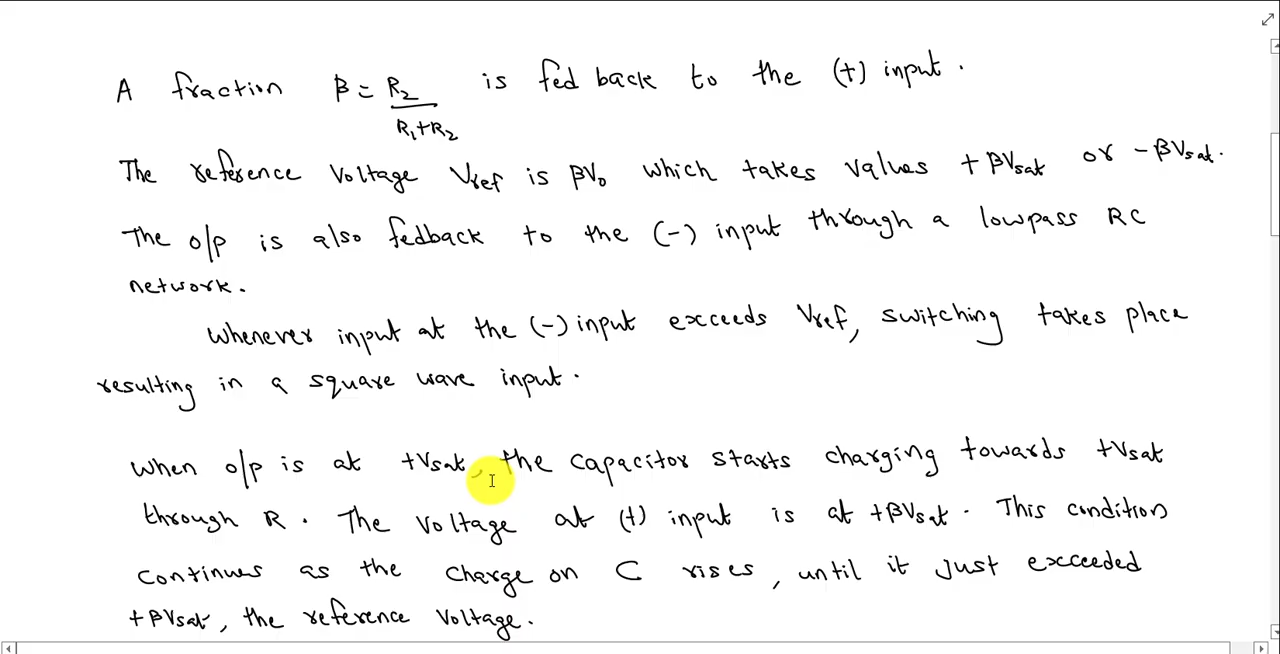 A fraction β = R₂/(R₁+R₂) is fed back to the (+) input.
The reference voltage Vref is βVo which takes values +βVsat or -βVsat.
The o/p is also fedback to the (-) input through a lowpass RC
network.
Whenever input at the (-) input exceeds Vref, switching takes place
resulting in a square wave input.
When o/p is at +Vsat, the capacitor starts charging towards +Vsat
through R. The voltage at (+) input is at +βVsat. This condition
continues as the charge on C rises, until it just exceeded
+βVsat, the reference voltage.